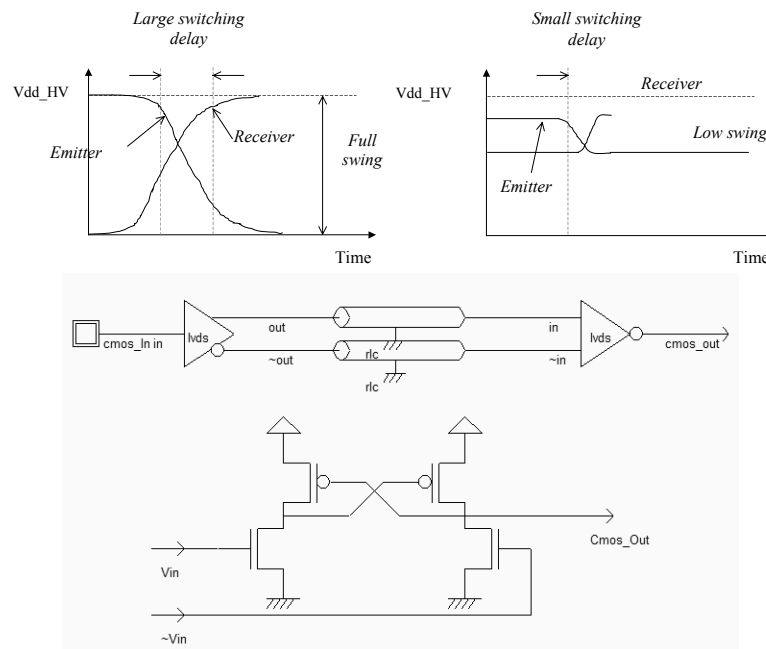 Large switching
delay
Vdd_HV
Emitter
Receiver
Full
swing
Time
Small switching
delay
Vdd_HV
Receiver
Low swing
Emitter
Time
cmos_In in
lvds
out
~out
rlc
rlc
in
~in
lvds
cmos_out
Vin
~Vin
Cmos_Out